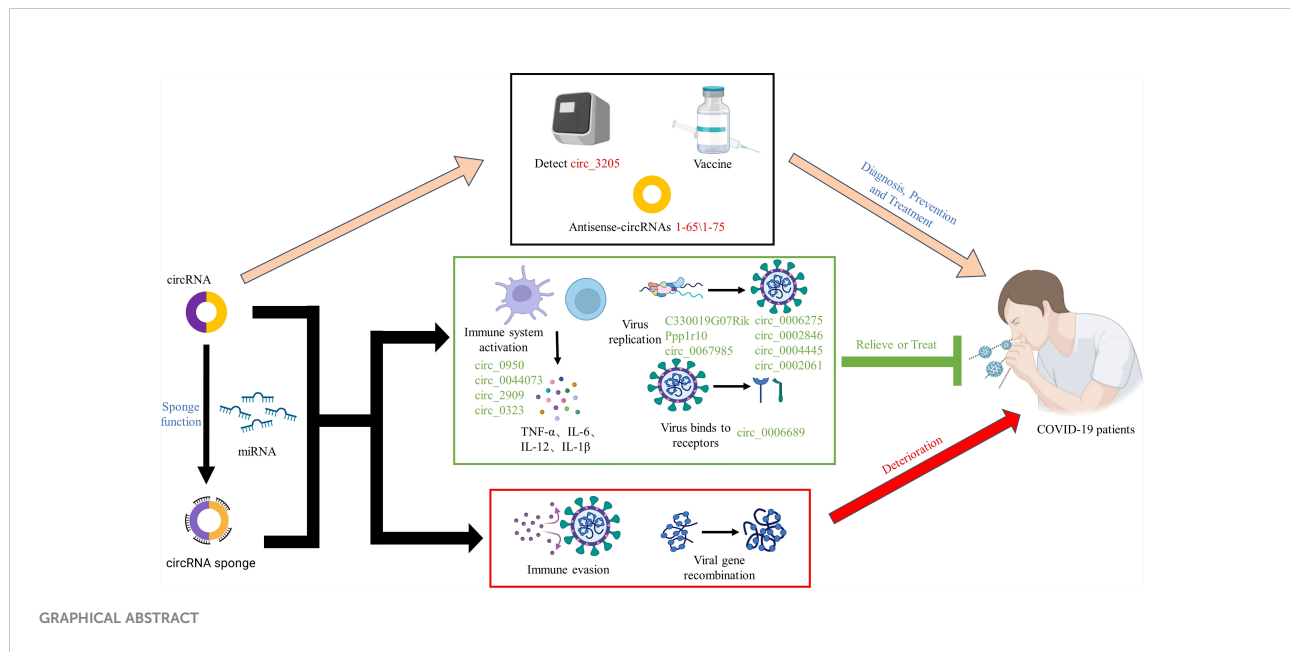 Detect circ_3205
Vaccine
Antisense-circRNAs 1-65\1-75
Diagnosis, Prevention
and Treatment
circRNA
Sponge
function
miRNA
circRNA sponge
Immune system
activation
circ_0950
circ_0044073
circ_2909
circ_0323
TNF-α、IL-6、
IL-12、IL-1β
Virus
replication
C330019G07Rik
Ppp1r10
circ_0067985
circ_0006275
circ_0002846
circ_0004445
circ_0002061
Virus binds to
receptors
circ_0006689
Relieve or Treat
COVID-19 patients
Deterioration
Immune evasion
Viral gene
recombination
GRAPHICAL ABSTRACT